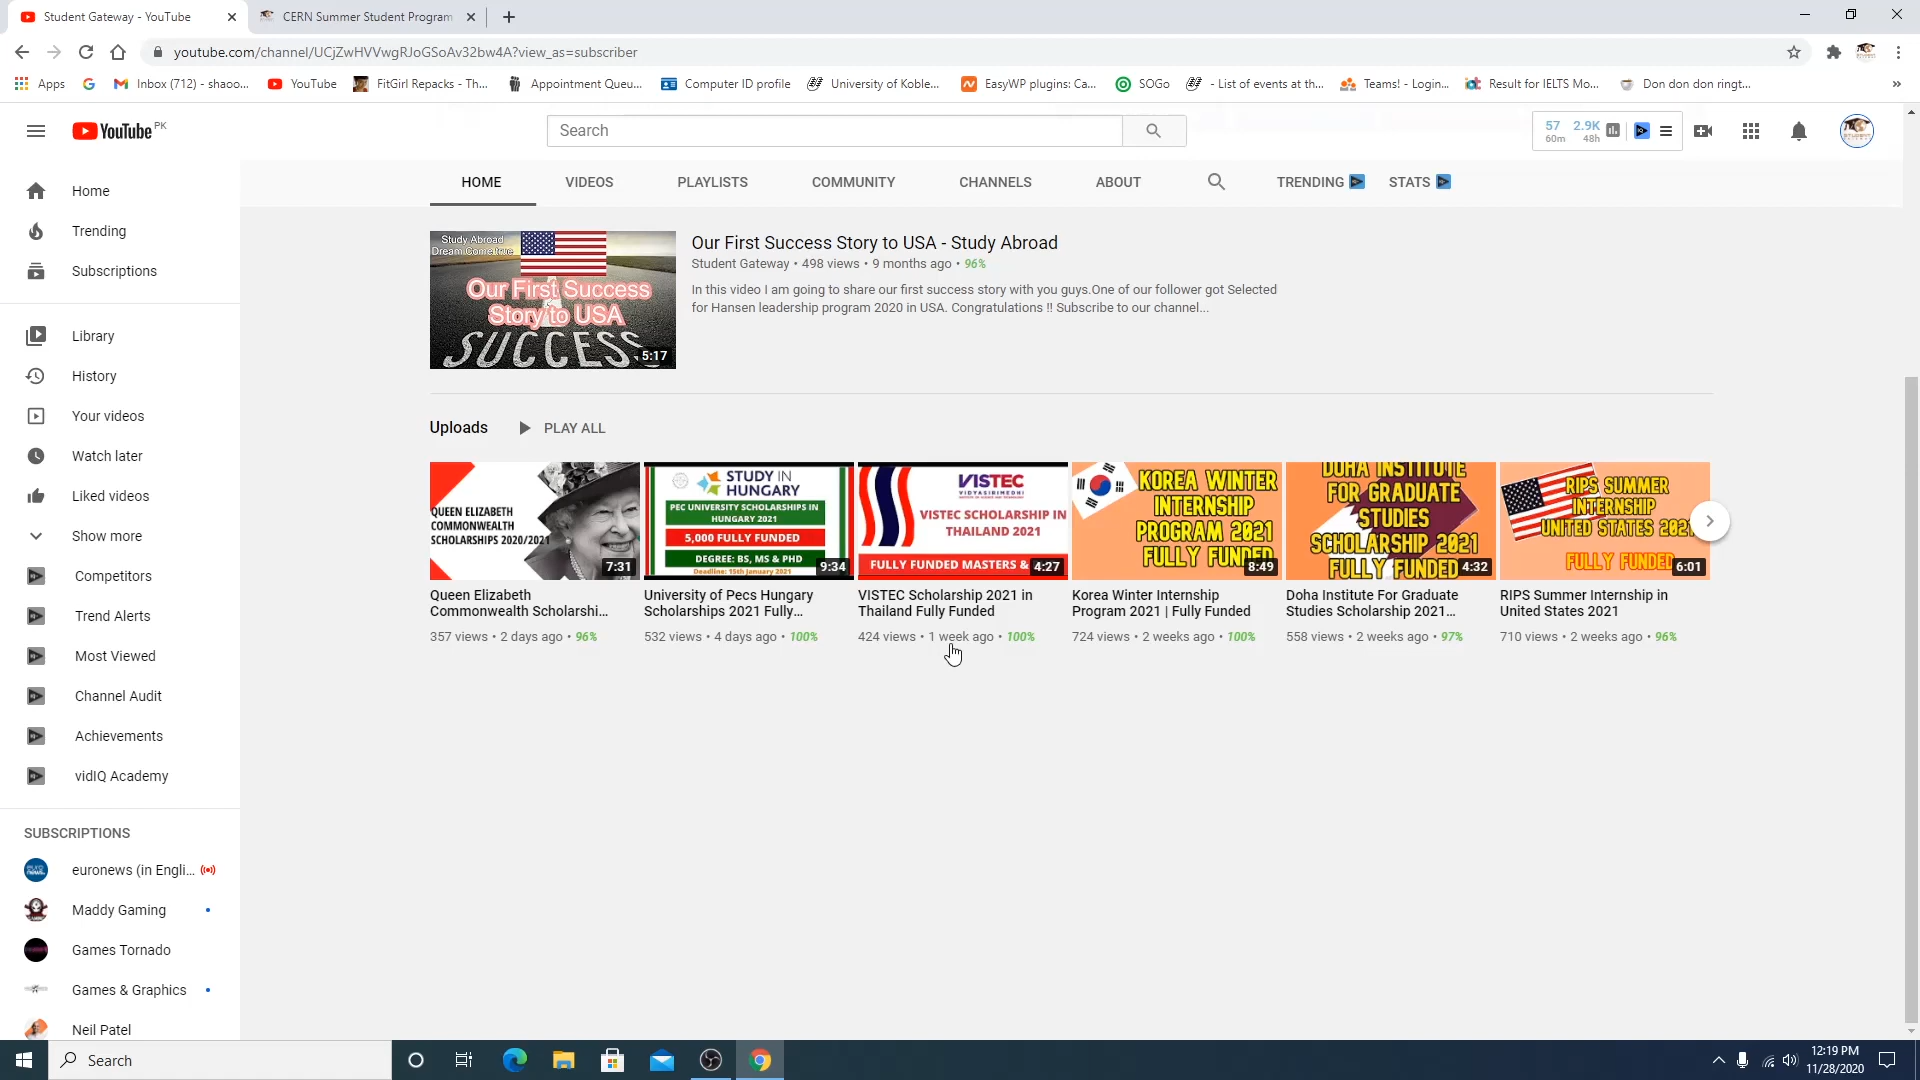 Student Gateway - YouTube
CERN Summer Student Program
youtube.com/channel/UCjZwHVVwgRJoGSoAv32bw4A?view_as=subscriber
Apps
Inbox (712) - shaoo...
YouTube
FitGirl Repacks - Th...
Appointment Queu...
Computer ID profile
University of Koble...
EasyWP plugins: Ca...
SOGo
- List of events at th...
Teams! - Login...
Result for IELTS Mo...
Don don don ringt...
»
YouTube PK
Search
57 2.9K
60m 48h
HOME
VIDEOS
PLAYLISTS
COMMUNITY
CHANNELS
ABOUT
TRENDING
STATS
Home
Trending
Subscriptions
Library
History
Your videos
Watch later
Liked videos
Show more
Competitors
Trend Alerts
Most Viewed
Channel Audit
Achievements
vidIQ Academy
SUBSCRIPTIONS
euronews (in Engli...
Maddy Gaming
Games Tornado
Games & Graphics
Neil Patel
Study Abroad
Dream Come true
Our First Success
Story to USA
SUCCESS
5:17
Our First Success Story to USA - Study Abroad
Student Gateway • 498 views • 9 months ago • 96%
In this video I am going to share our first success story with you guys.One of our follower got Selected
for Hansen leadership program 2020 in USA. Congratulations !! Subscribe to our channel...
Uploads
PLAY ALL
QUEEN ELIZABETH
COMMONWEALTH
SCHOLARSHIPS 2020/2021
7:31
Queen Elizabeth
Commonwealth Scholarshi...
357 views • 2 days ago • 96%
STUDY IN
HUNGARY
PEC UNIVERSITY SCHOLARSHIPS IN
HUNGARY 2021
5,000 FULLY FUNDED
DEGREE: BS, MS & PHD
Deadline: 15th January 2021
9:34
University of Pecs Hungary
Scholarships 2021 Fully...
532 views • 4 days ago • 100%
VISTEC
VIDYASIRIMEDHI
VISTEC SCHOLARSHIP IN
THAILAND 2021
FULLY FUNDED MASTERS &
4:27
VISTEC Scholarship 2021 in
Thailand Fully Funded
424 views • 1 week ago • 100%
KOREA WINTER
INTERNSHIP
PROGRAM 2021
FULLY FUNDED
8:49
Korea Winter Internship
Program 2021 | Fully Funded
724 views • 2 weeks ago • 100%
DOHA INSTITUTE
FOR GRADUATE
STUDIES
SCHOLARSHIP 2021
FULLY FUNDED
4:32
Doha Institute For Graduate
Studies Scholarship 2021...
558 views • 2 weeks ago • 97%
RIPS SUMMER
INTERNSHIP
UNITED STATES 2021
FULLY FUNDED
6:01
RIPS Summer Internship in
United States 2021
710 views • 2 weeks ago • 96%
Search
12:19 PM
11/28/2020